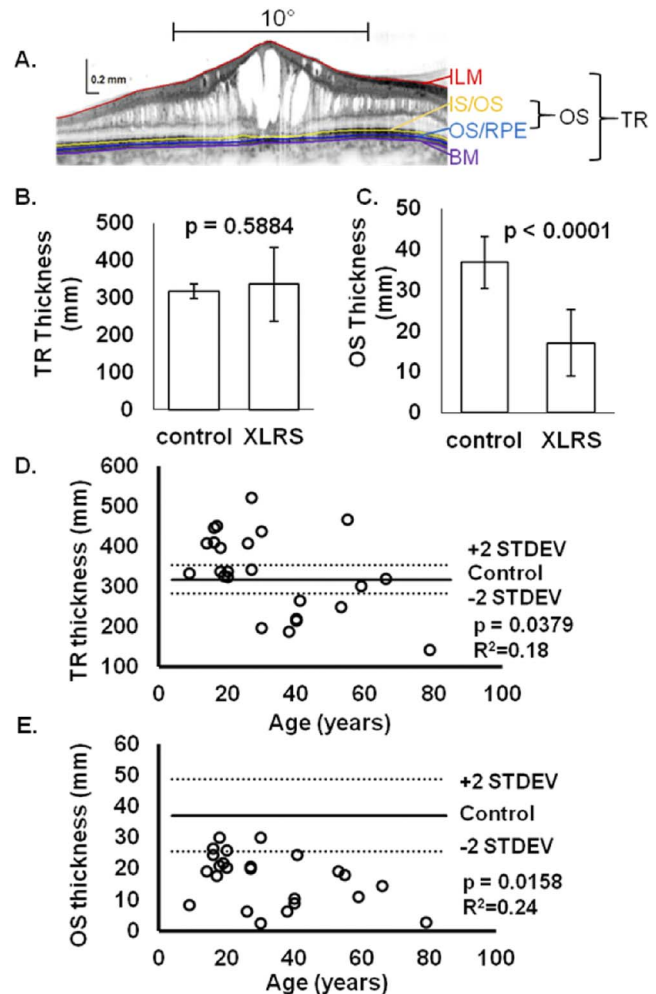 10°
A.
0.2 mm
ILM
IS/OS
OS/RPE
BM
OS
TR
B.
TR Thickness
(mm)
500
400
300
300
100
0
p = 0.5884
control XLRS
C.
OS Thickness
(mm)
50
40
30
20
10
0
p < 0.0001
control XLRS
D.
TR thickness (mm)
600
500
400
300
200
100
+2 STDEV
Control
-2 STDEV
p = 0.0379
R²=0.18
0 20 40 60 80 100
Age (years)
E.
OS thickness (mm)
60
50
40
30
20
10
0
+2 STDEV
Control
-2 STDEV
p = 0.0158
R²=0.24
0 20 40 60 80 100
Age (years)